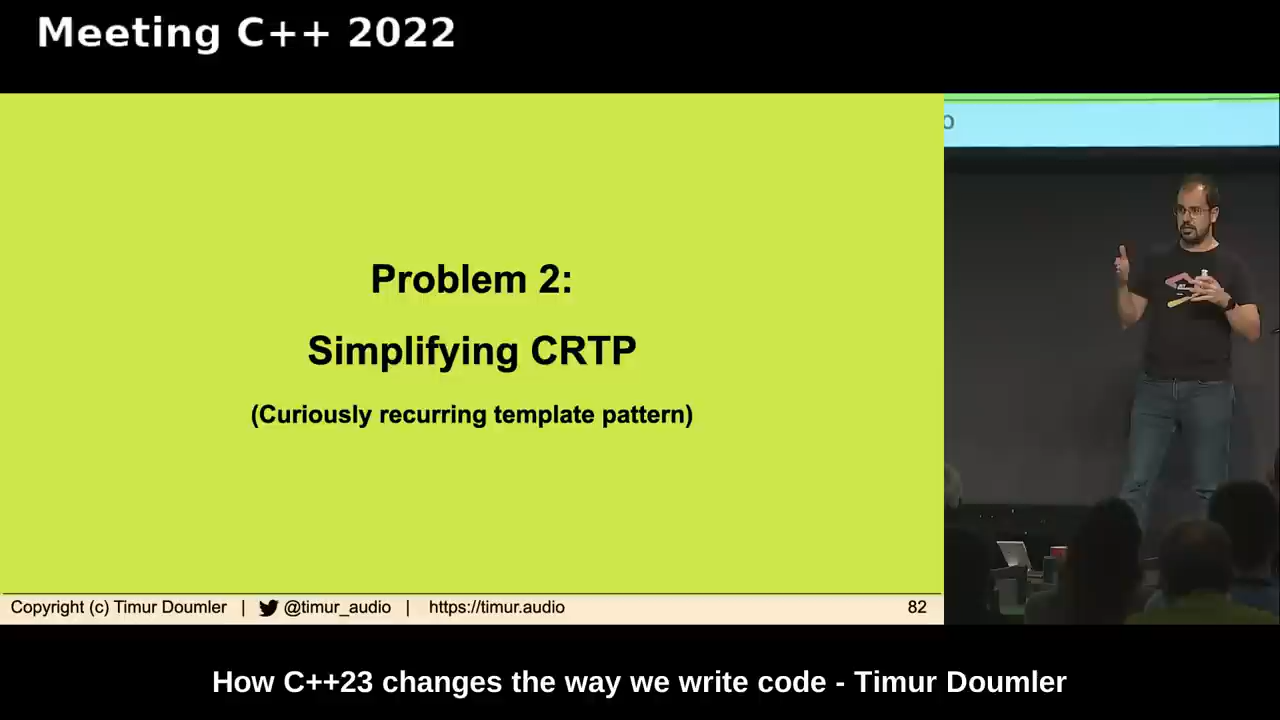 Meeting C++ 2022
Problem 2:
Simplifying CRTP
(Curiously recurring template pattern)
Copyright (c) Timur Doumler | @timur_audio | https://timur.audio 82
How C++23 changes the way we write code - Timur Doumler